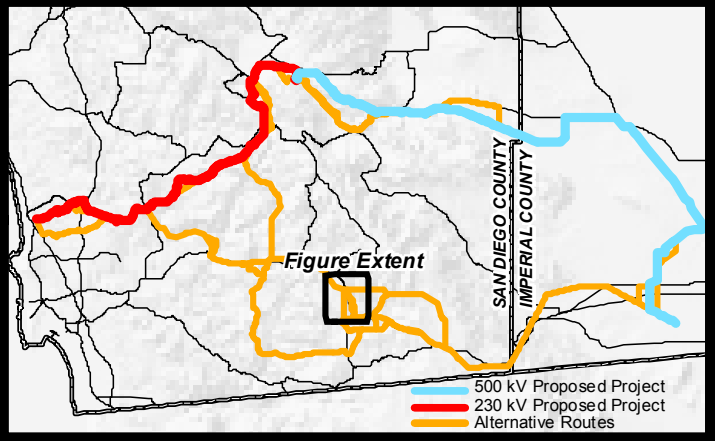 Figure Extent
SAN DIEGO COUNTY
IMPERIAL COUNTY
500 kV Proposed Project
230 kV Proposed Project
Alternative Routes